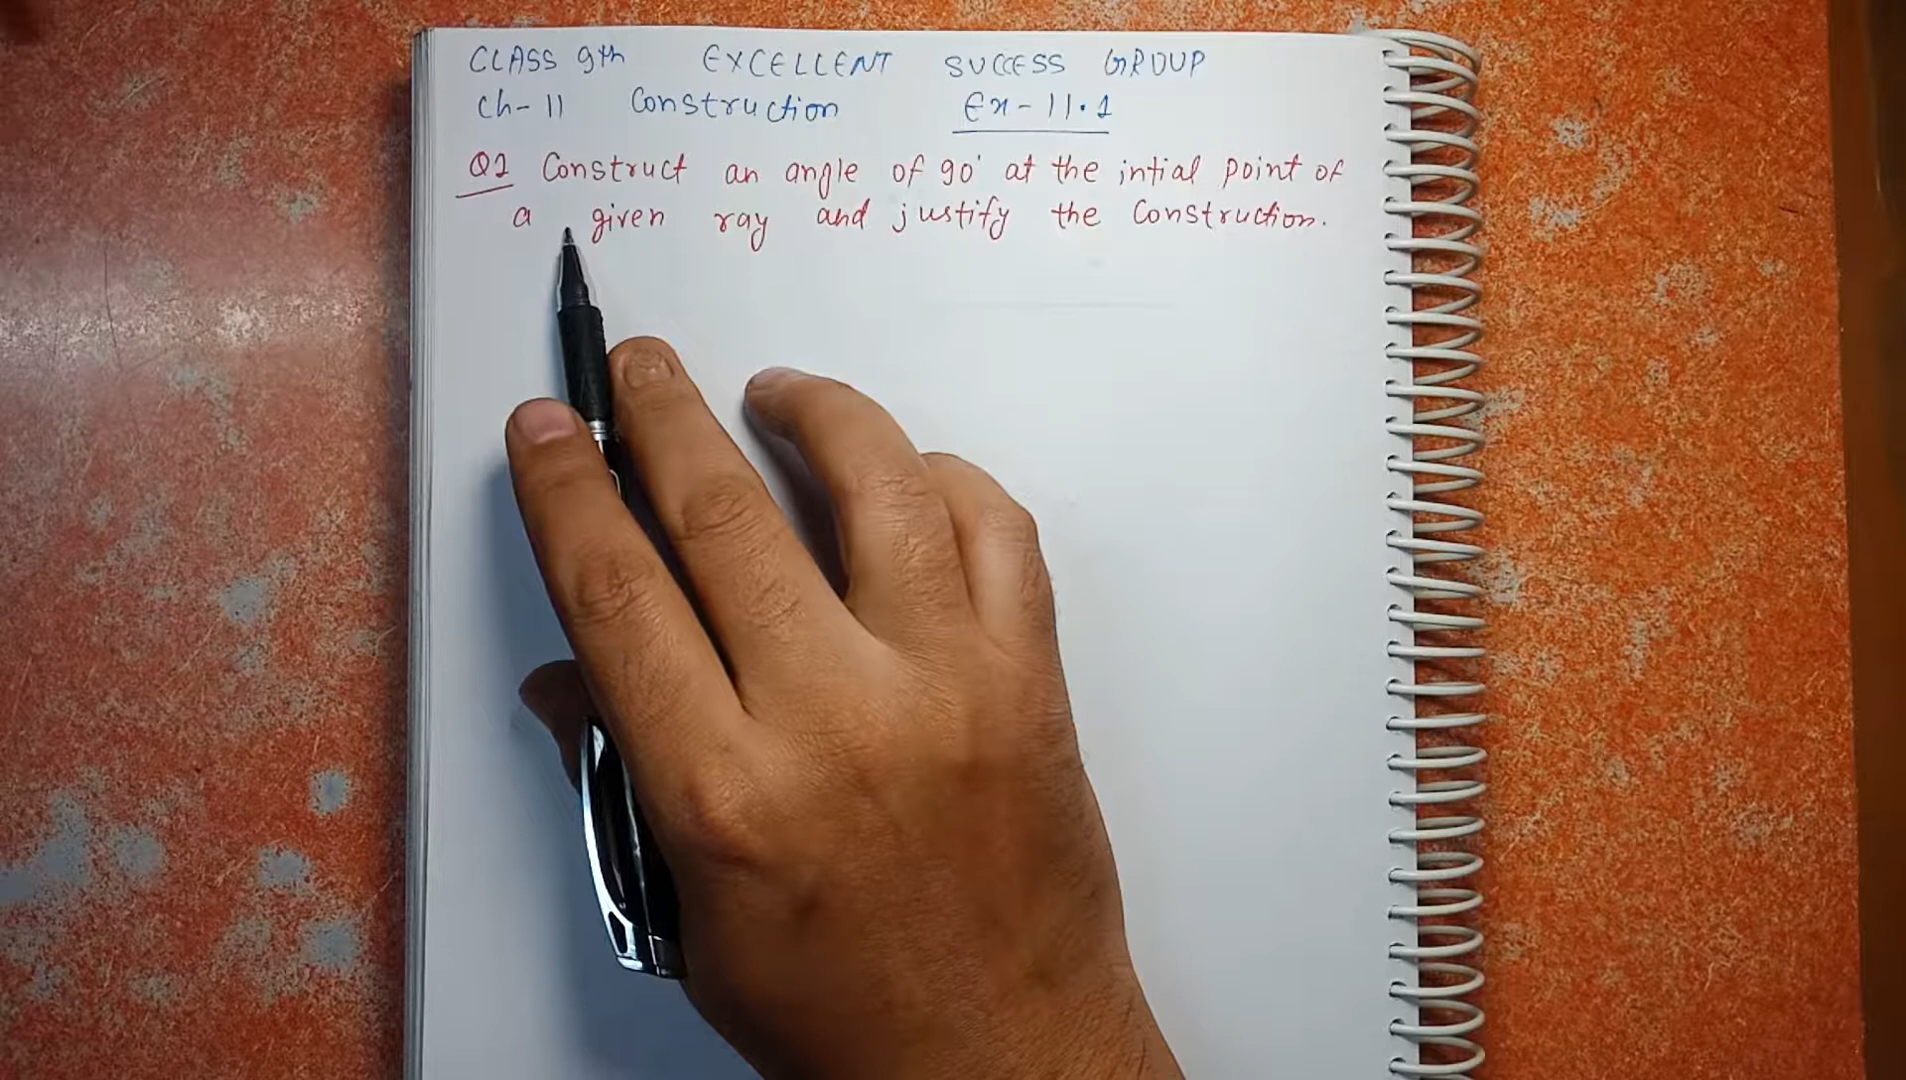 CLASS 9th EXCELLENT SUCCESS GROUP
Ch-11 Construction Ex-11.1
Q1 Construct an angle of 90° at the intial point of
a given ray and justify the Construction.